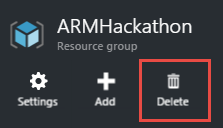 ARMHackathon
Resource group
Settings Add Delete